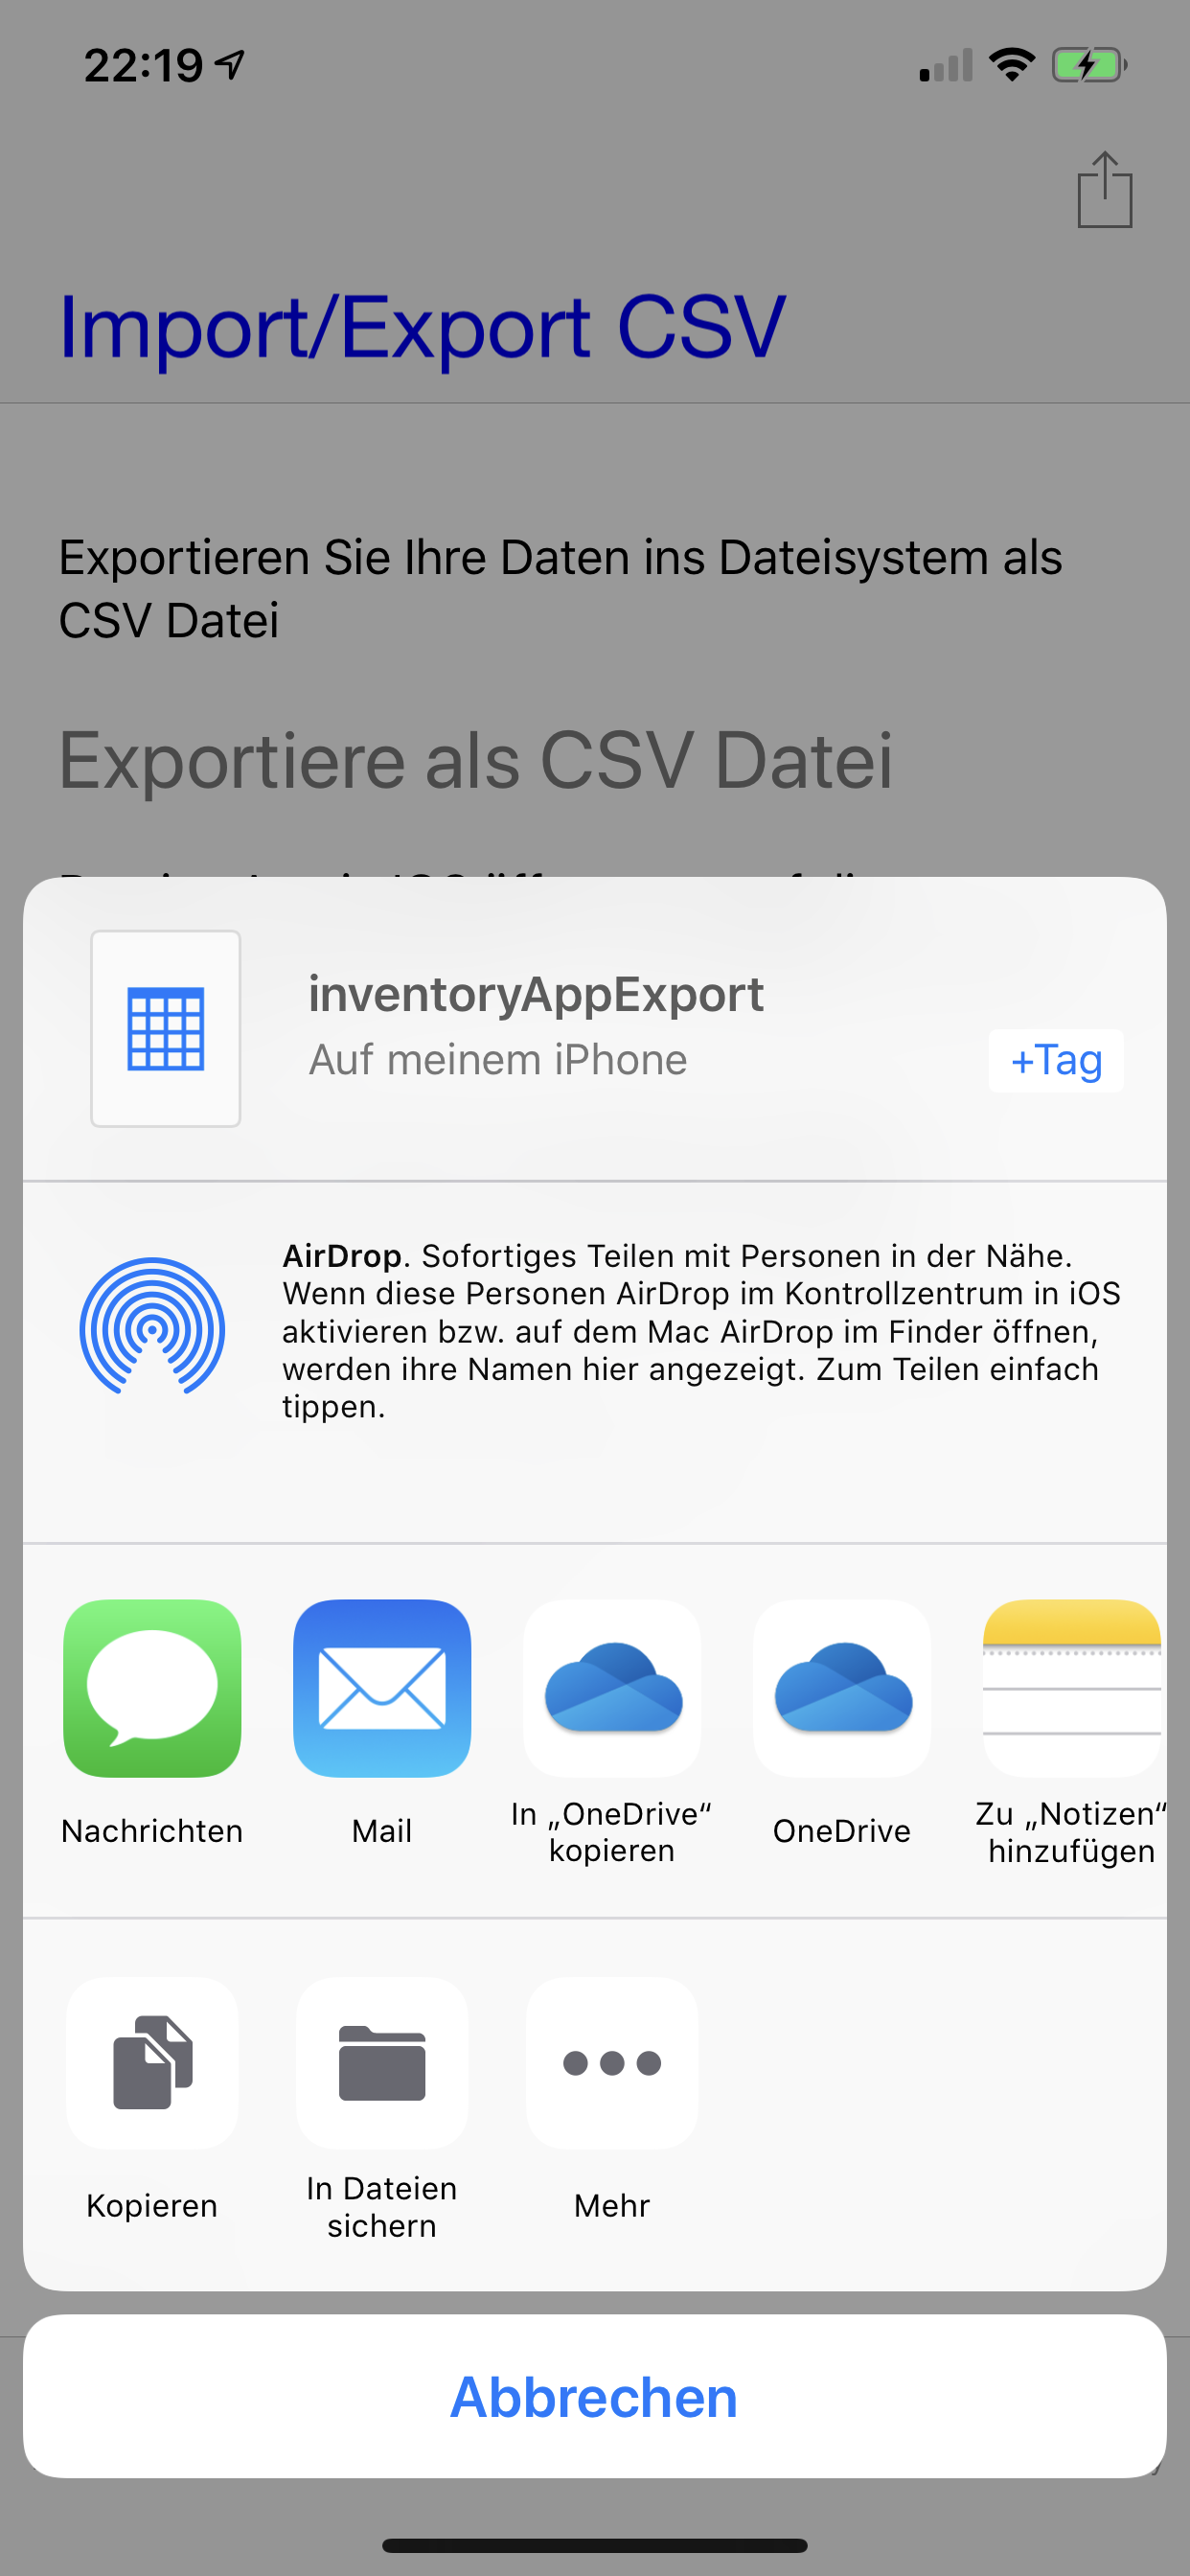 22:19
Import/Export CSV
Exportieren Sie Ihre Daten ins Dateisystem als
CSV Datei
Exportiere als CSV Datei
inventoryAppExport
Auf meinem iPhone
+Tag
AirDrop. Sofortiges Teilen mit Personen in der Nähe.
Wenn diese Personen AirDrop im Kontrollzentrum in iOS
aktivieren bzw. auf dem Mac AirDrop im Finder öffnen,
werden ihre Namen hier angezeigt. Zum Teilen einfach
tippen.
Nachrichten
Mail
In „OneDrive“
kopieren
OneDrive
Zu „Notizen“
hinzufügen
Kopieren
In Dateien
sichern
Mehr
Abbrechen